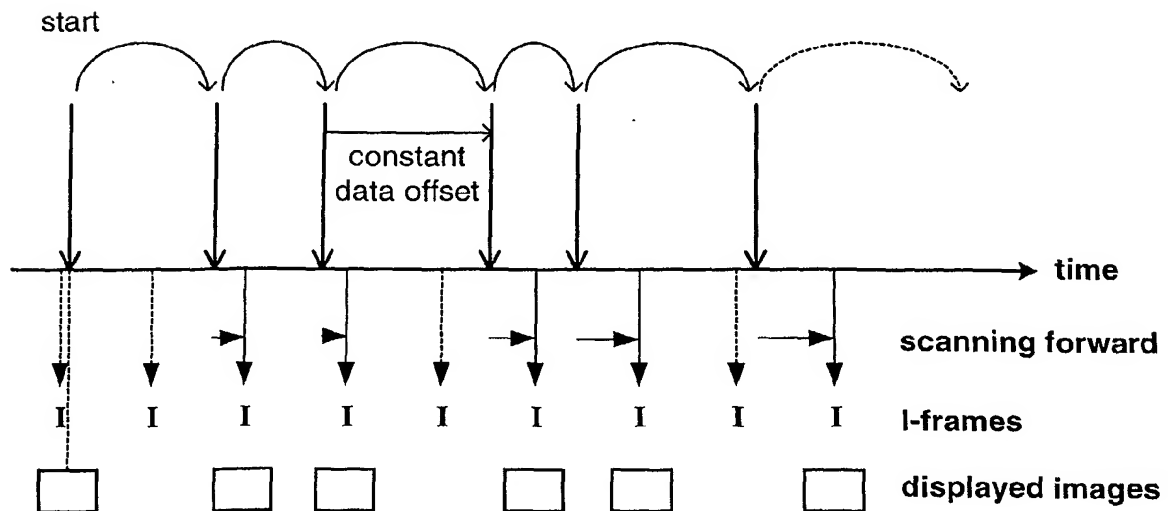 start
constant
data offset
time
scanning forward
I I I I I I I I I I-frames
displayed images